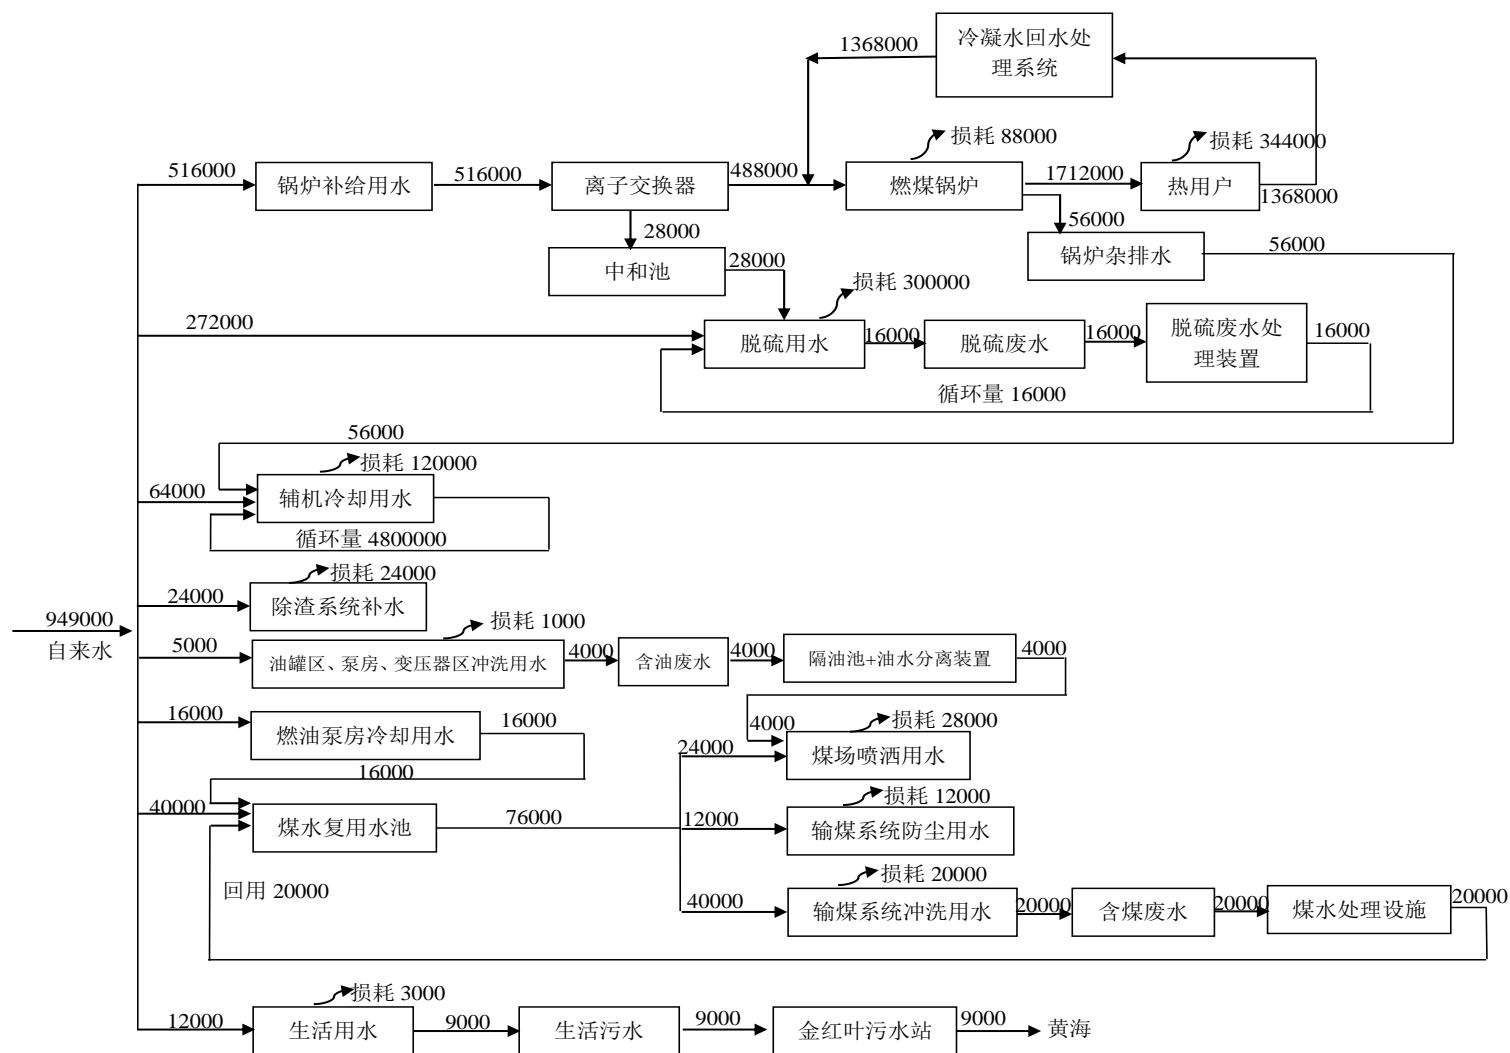 冷凝水回水处
理系统
1368000
损耗 88000
损耗 344000
516000
锅炉补给用水
516000
离子交换器
488000
燃煤锅炉
1712000
热用户
1368000
28000
56000
中和池
28000
锅炉杂排水
56000
损耗 300000
272000
脱硫用水
16000
脱硫废水
16000
脱硫废水处
理装置
16000
循环量 16000
56000
损耗 120000
64000
辅机冷却用水
循环量 4800000
损耗 24000
24000
除渣系统补水
949000
自来水
损耗 1000
5000
油罐区、泵房、变压器区冲洗用水
4000
含油废水
4000
隔油池+油水分离装置
4000
16000
燃油泵房冷却用水
16000
4000
损耗 28000
24000
煤场喷洒用水
16000
损耗 12000
40000
煤水复用水池
76000
12000
输煤系统防尘用水
回用 20000
损耗 20000
40000
输煤系统冲洗用水
20000
含煤废水
20000
煤水处理设施
20000
损耗 3000
12000
生活用水
9000
生活污水
9000
金红叶污水站
9000
黄海